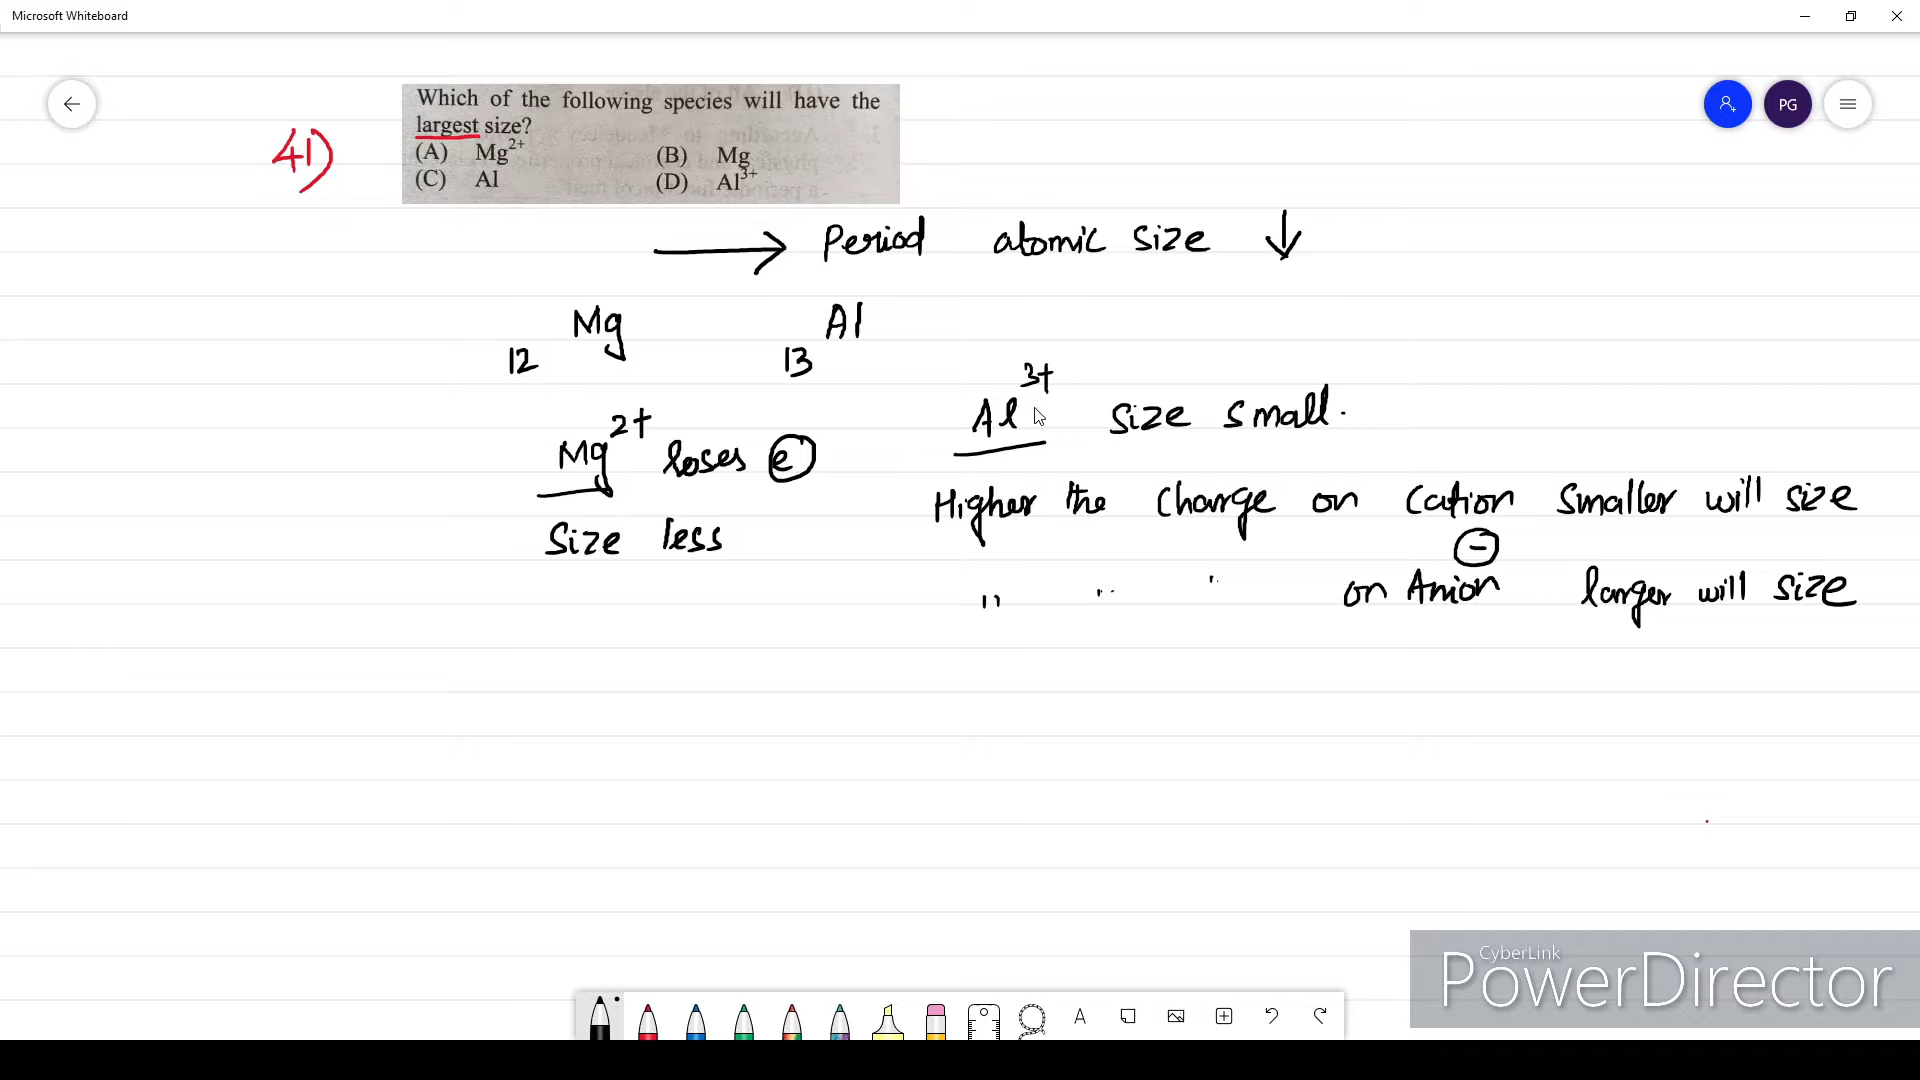 Microsoft Whiteboard
PG
41)
Which of the following species will have the
largest size?
(A) Mg2+ (B) Mg
(C) Al (D) Al3+
Period atomic size ↓
12 Mg 13 Al
Al3+ size small.
Mg2+ loses e-
Size less
Higher the charge on cation smaller will size
" " " on Anion - larger will size
CyberLink
PowerDirector
A